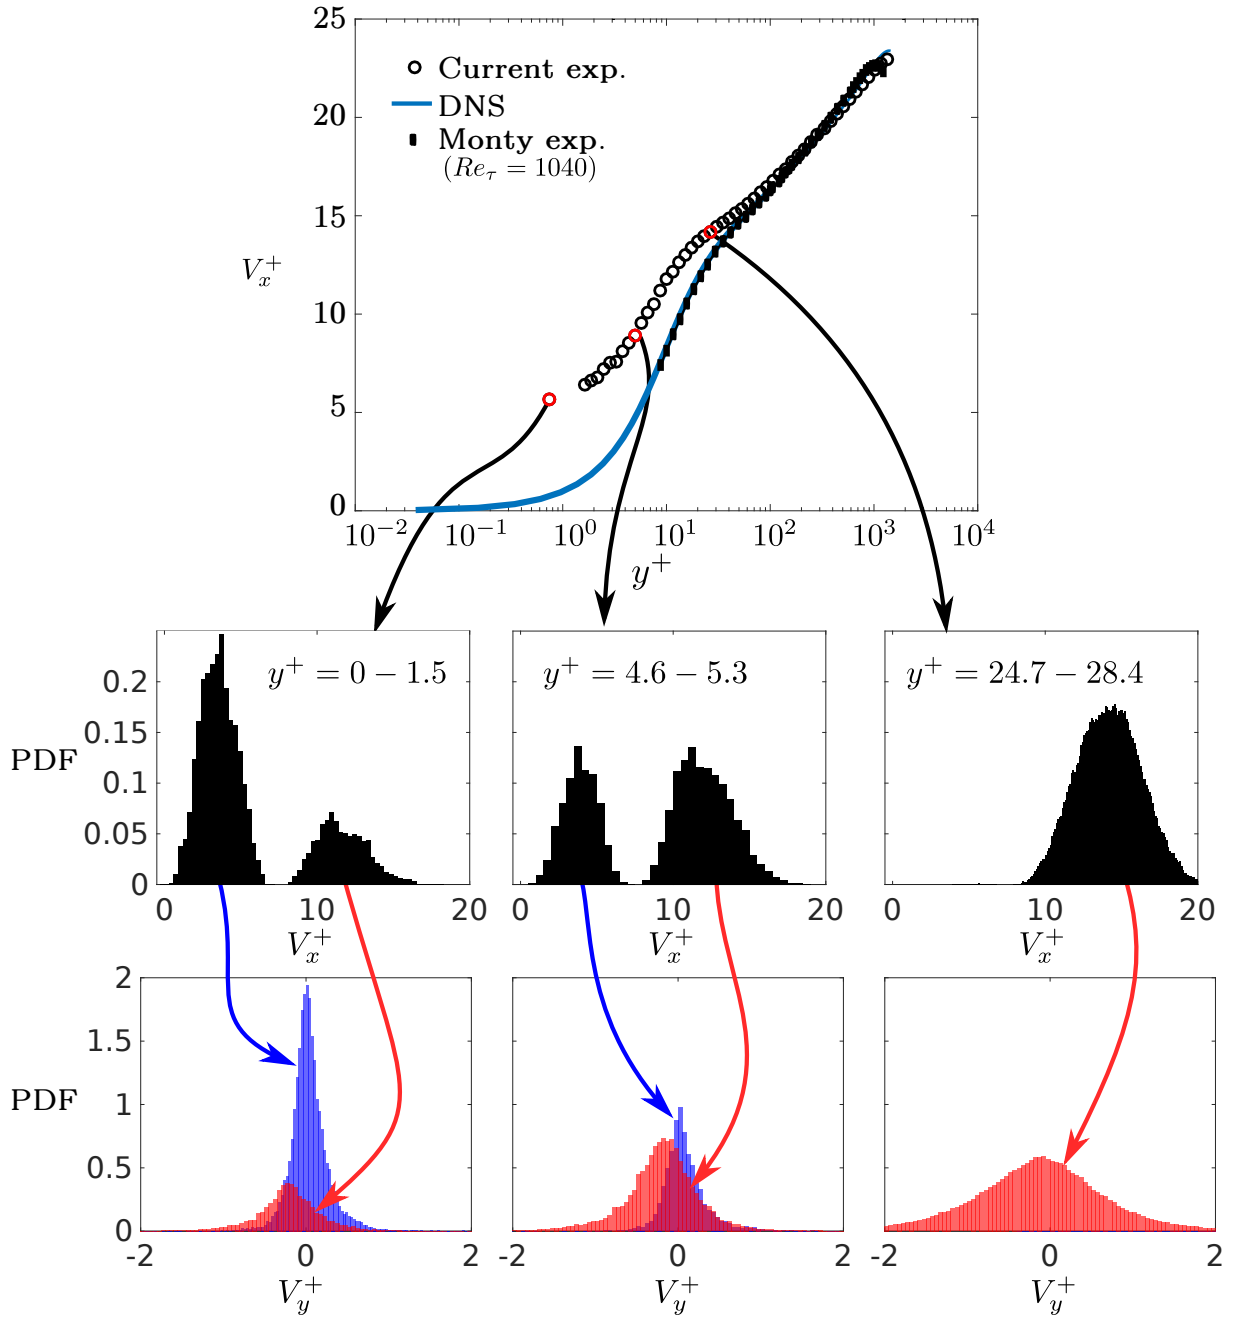 25
20
15
10
5
0
V_x^+
Current exp.
DNS
Monty exp.
(Re_τ = 1040)
10^{-2} 10^{-1} 10^0 10^1 10^2 10^3 10^4
y^+
y^+ = 0 − 1.5
y^+ = 4.6 − 5.3
y^+ = 24.7 − 28.4
PDF
0.2
0.15
0.1
0.05
0
0 10 20
0 10 20
0 10 20
V_x^+
V_x^+
V_x^+
PDF
2
1.5
1
0.5
0
-2 0 2
-2 0 2
-2 0 2
V_y^+
V_y^+
V_y^+